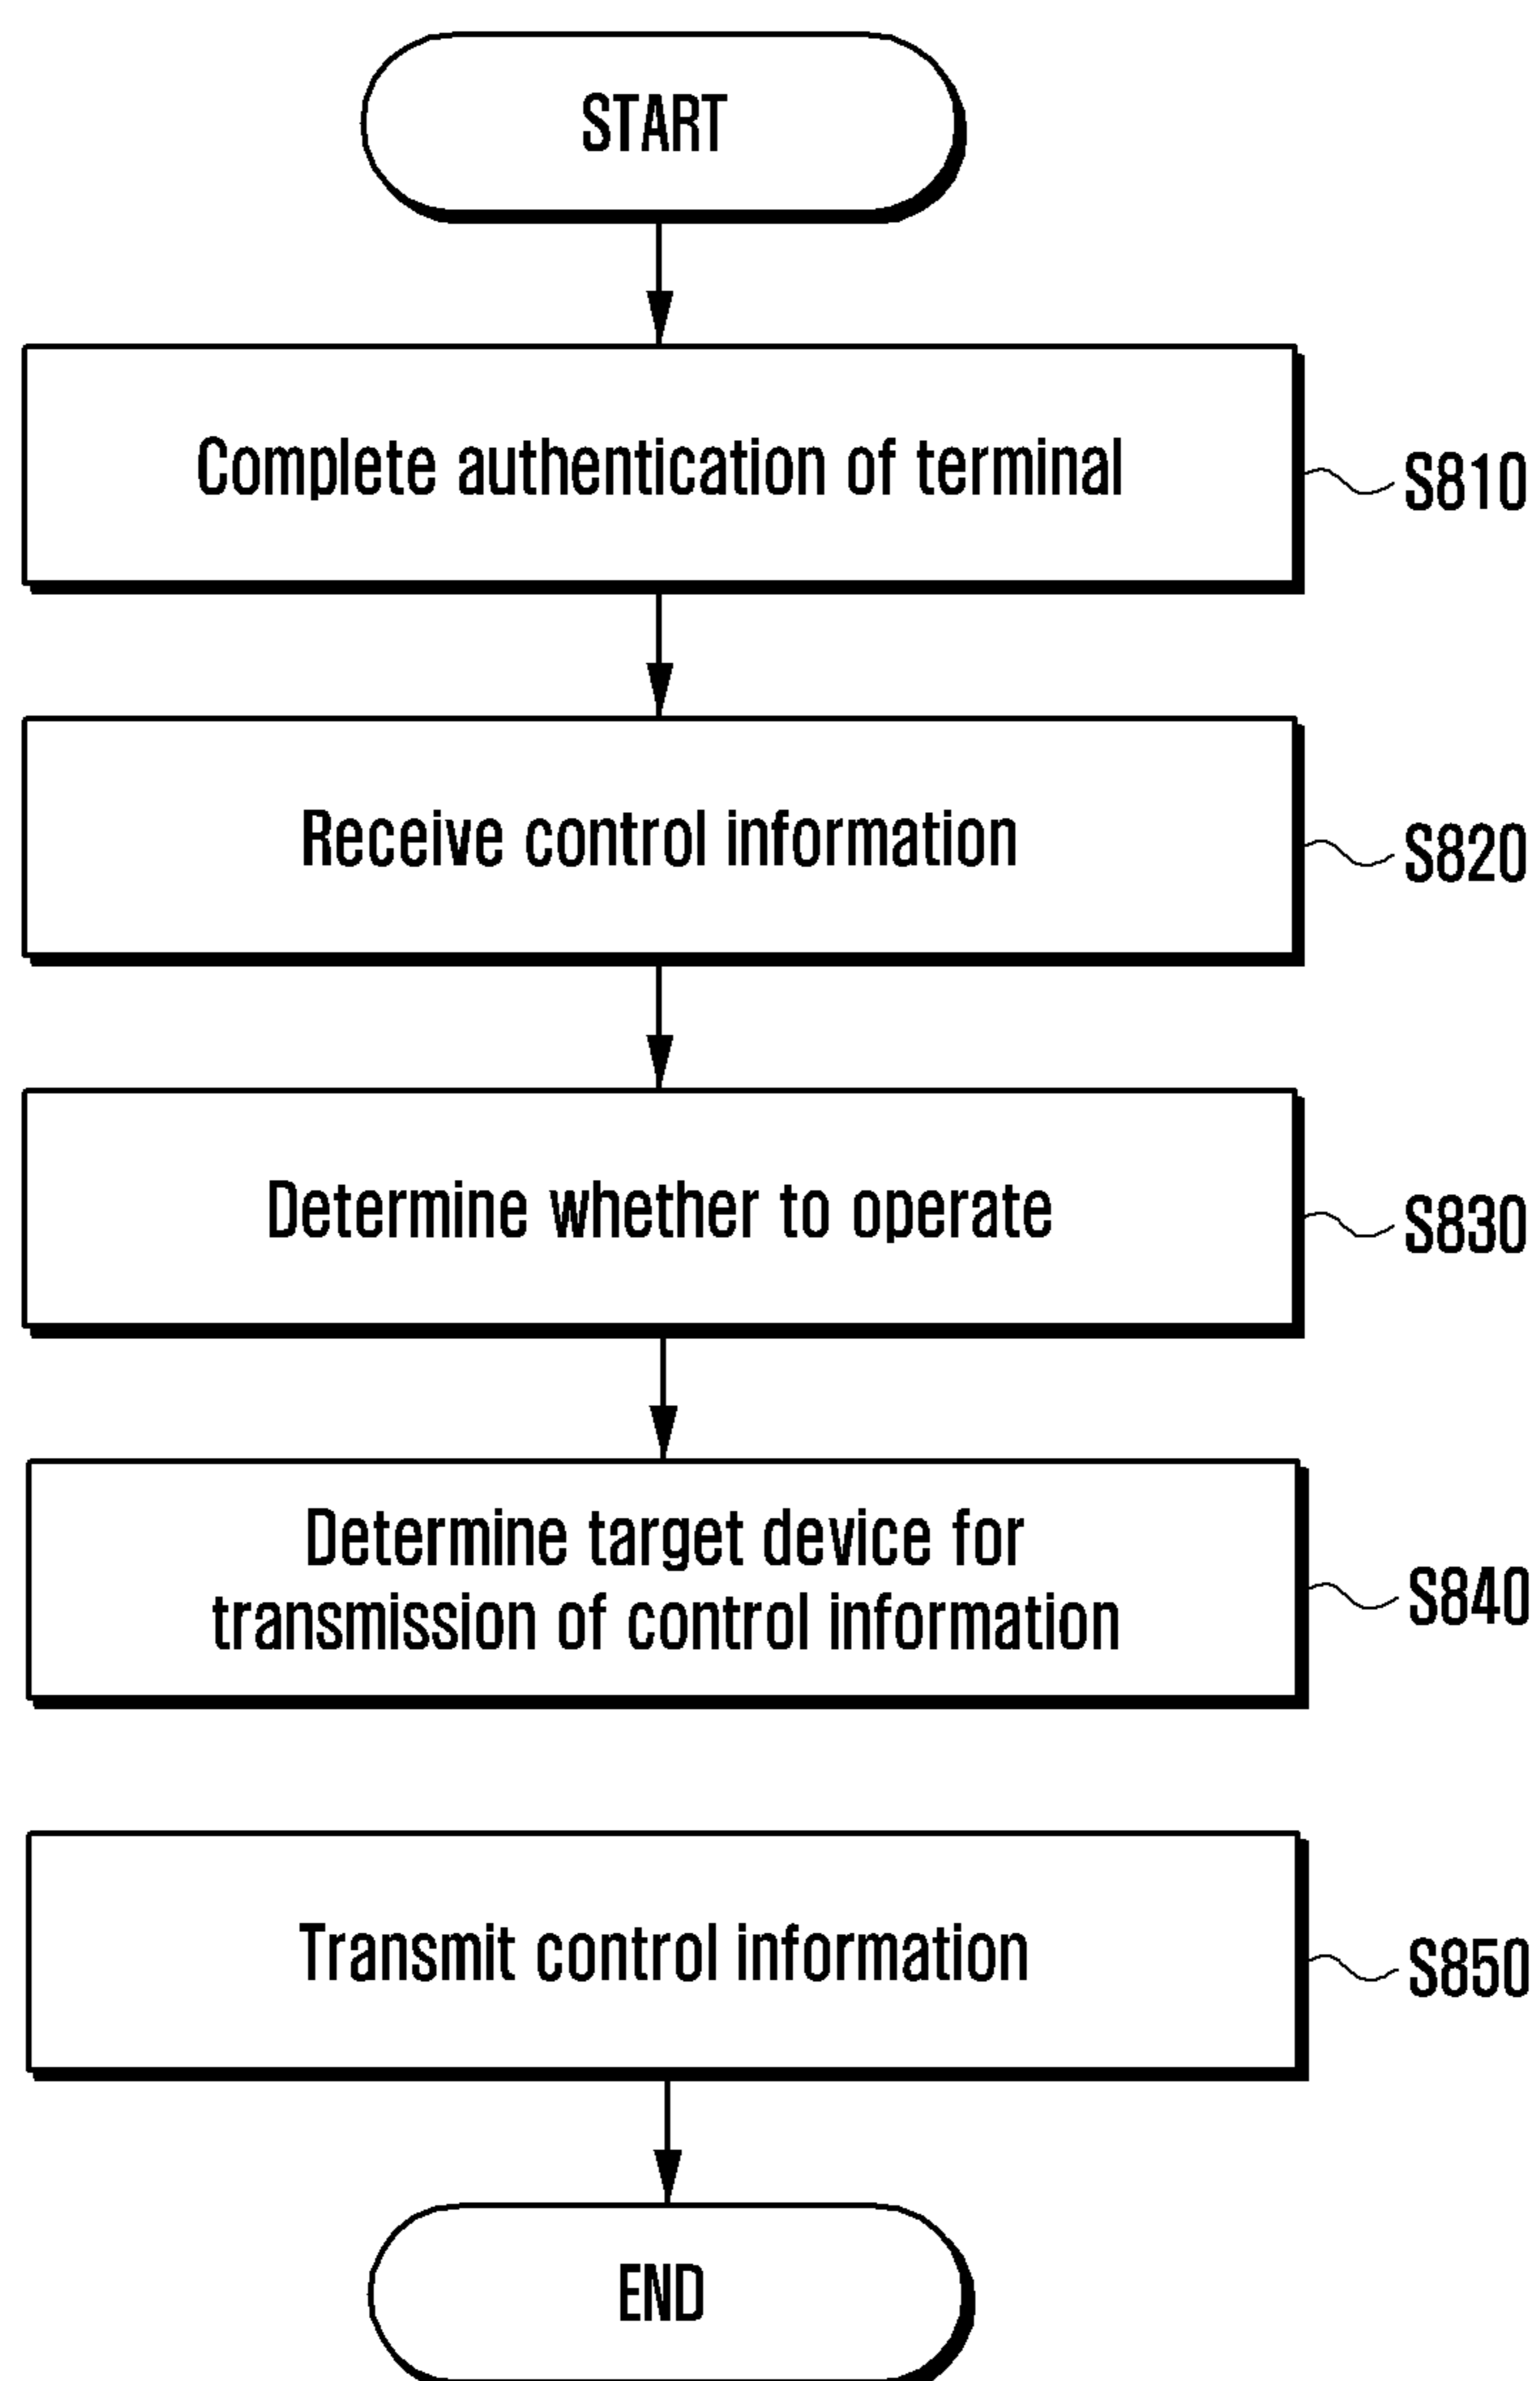 START
Complete authentication of terminal
S810
Receive control information
S820
Determine whether to operate
S830
Determine target device for
transmission of control information
S840
Transmit control information
S850
END